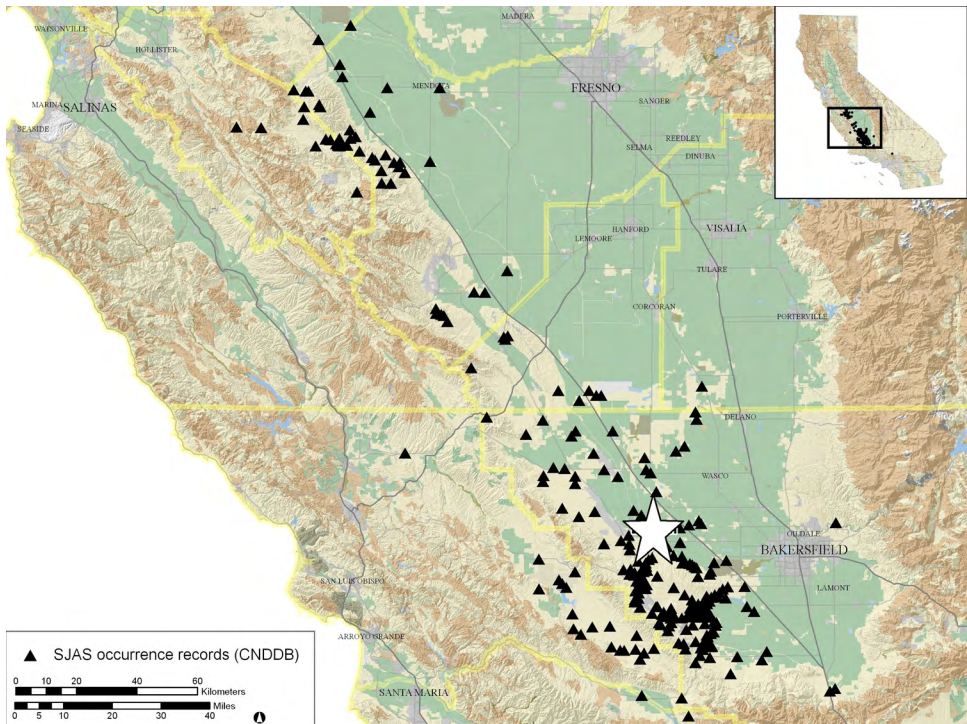 MADERA
WATSONVILLE
HOLLISTER
MENDOTA
FRESNO
SANGER
MARINA
SALINAS
SEASIDE
REEDLEY
SELMA
DINUBA
HANFORD
LEMOORE
VISALIA
TULARE
CORCORAN
PORTERVILLE
DELANO
WASCO
OILDALE
BAKERSFIELD
SAN LUIS OBISPO
LAMONT
ARROYO GRANDE
SANTA MARIA
SJAS occurrence records (CNDDB)
0 10 20 40 60
Kilometers
Miles
0 5 10 20 30 40